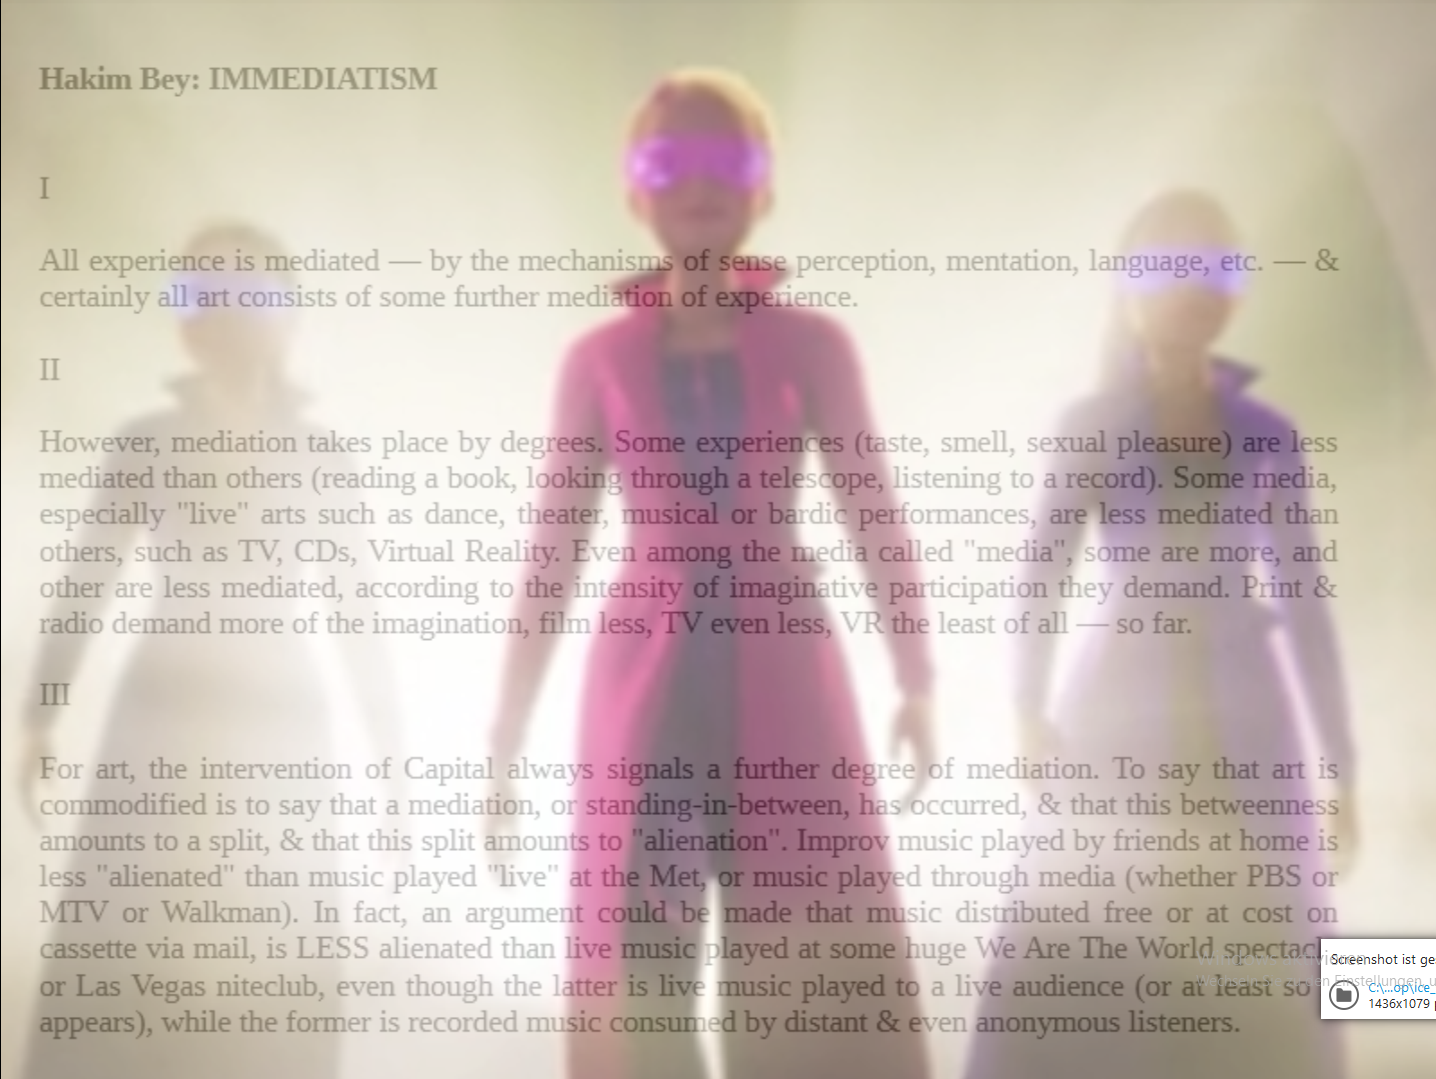 Hakim Bey: IMMEDIATISM
I
All experience is mediated — by the mechanisms of sense perception, mentation, language, etc. — &
certainly all art consists of some further mediation of experience.
II
However, mediation takes place by degrees. Some experiences (taste, smell, sexual pleasure) are less
mediated than others (reading a book, looking through a telescope, listening to a record). Some media,
especially "live" arts such as dance, theater, musical or bardic performances, are less mediated than
others, such as TV, CDs, Virtual Reality. Even among the media called "media", some are more, and
other are less mediated, according to the intensity of imaginative participation they demand. Print &
radio demand more of the imagination, film less, TV even less, VR the least of all — so far.
III
For art, the intervention of Capital always signals a further degree of mediation. To say that art is
commodified is to say that a mediation, or standing-in-between, has occurred, & that this betweenness
amounts to a split, & that this split amounts to "alienation". Improv music played by friends at home is
less "alienated" than music played "live" at the Met, or music played through media (whether PBS or
MTV or Walkman). In fact, an argument could be made that music distributed free or at cost on
cassette via mail, is LESS alienated than live music played at some huge We Are The World spectacle
or Las Vegas niteclub, even though the latter is live music played to a live audience (or at least so
appears), while the former is recorded music consumed by distant & even anonymous listeners.
Screenshot ist ge
C:\...op\ice_
1436x1079 p
Einstellungen, u